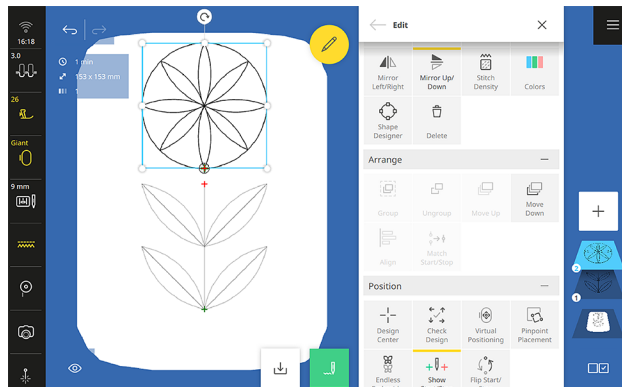 16:18
3.0
26
Giant
9 mm
1 min
153 x 153 mm
1
Edit
Mirror Left/Right
Mirror Up/Down
Stitch Density
Colors
Shape Designer
Delete
Arrange
Group
Ungroup
Move Up
Move Down
Align
Match Start/Stop
Position
Design Center
Check Design
Virtual Positioning
Pinpoint Placement
Endless
Show
Flip Start/
2
1